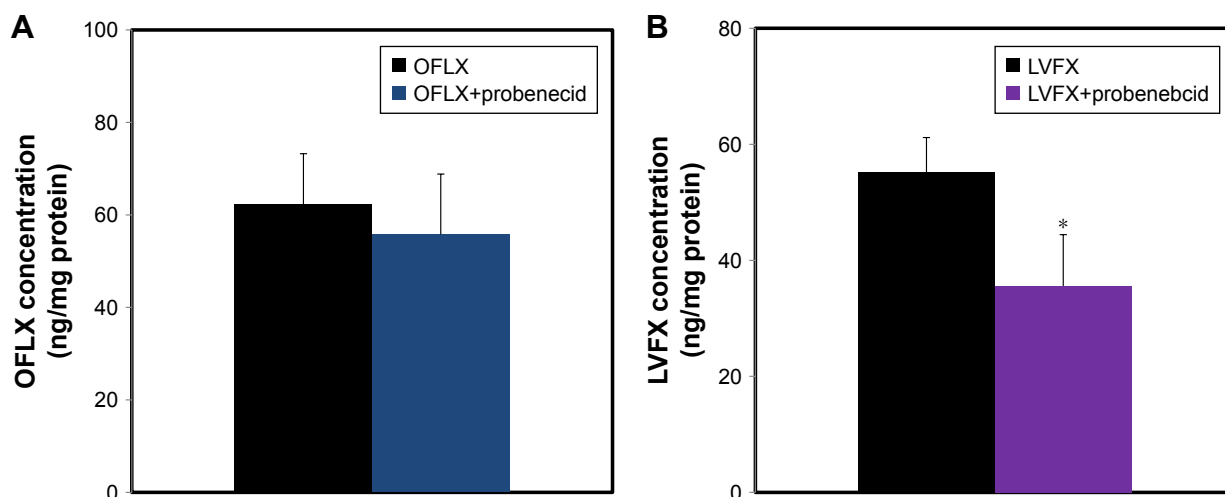 A
OFLX concentration
(ng/mg protein)
100
80
60
40
20
0
OFLX
OFLX+probenecid
B
LVFX concentration
(ng/mg protein)
80
60
40
20
0
LVFX
LVFX+probenebcid
*